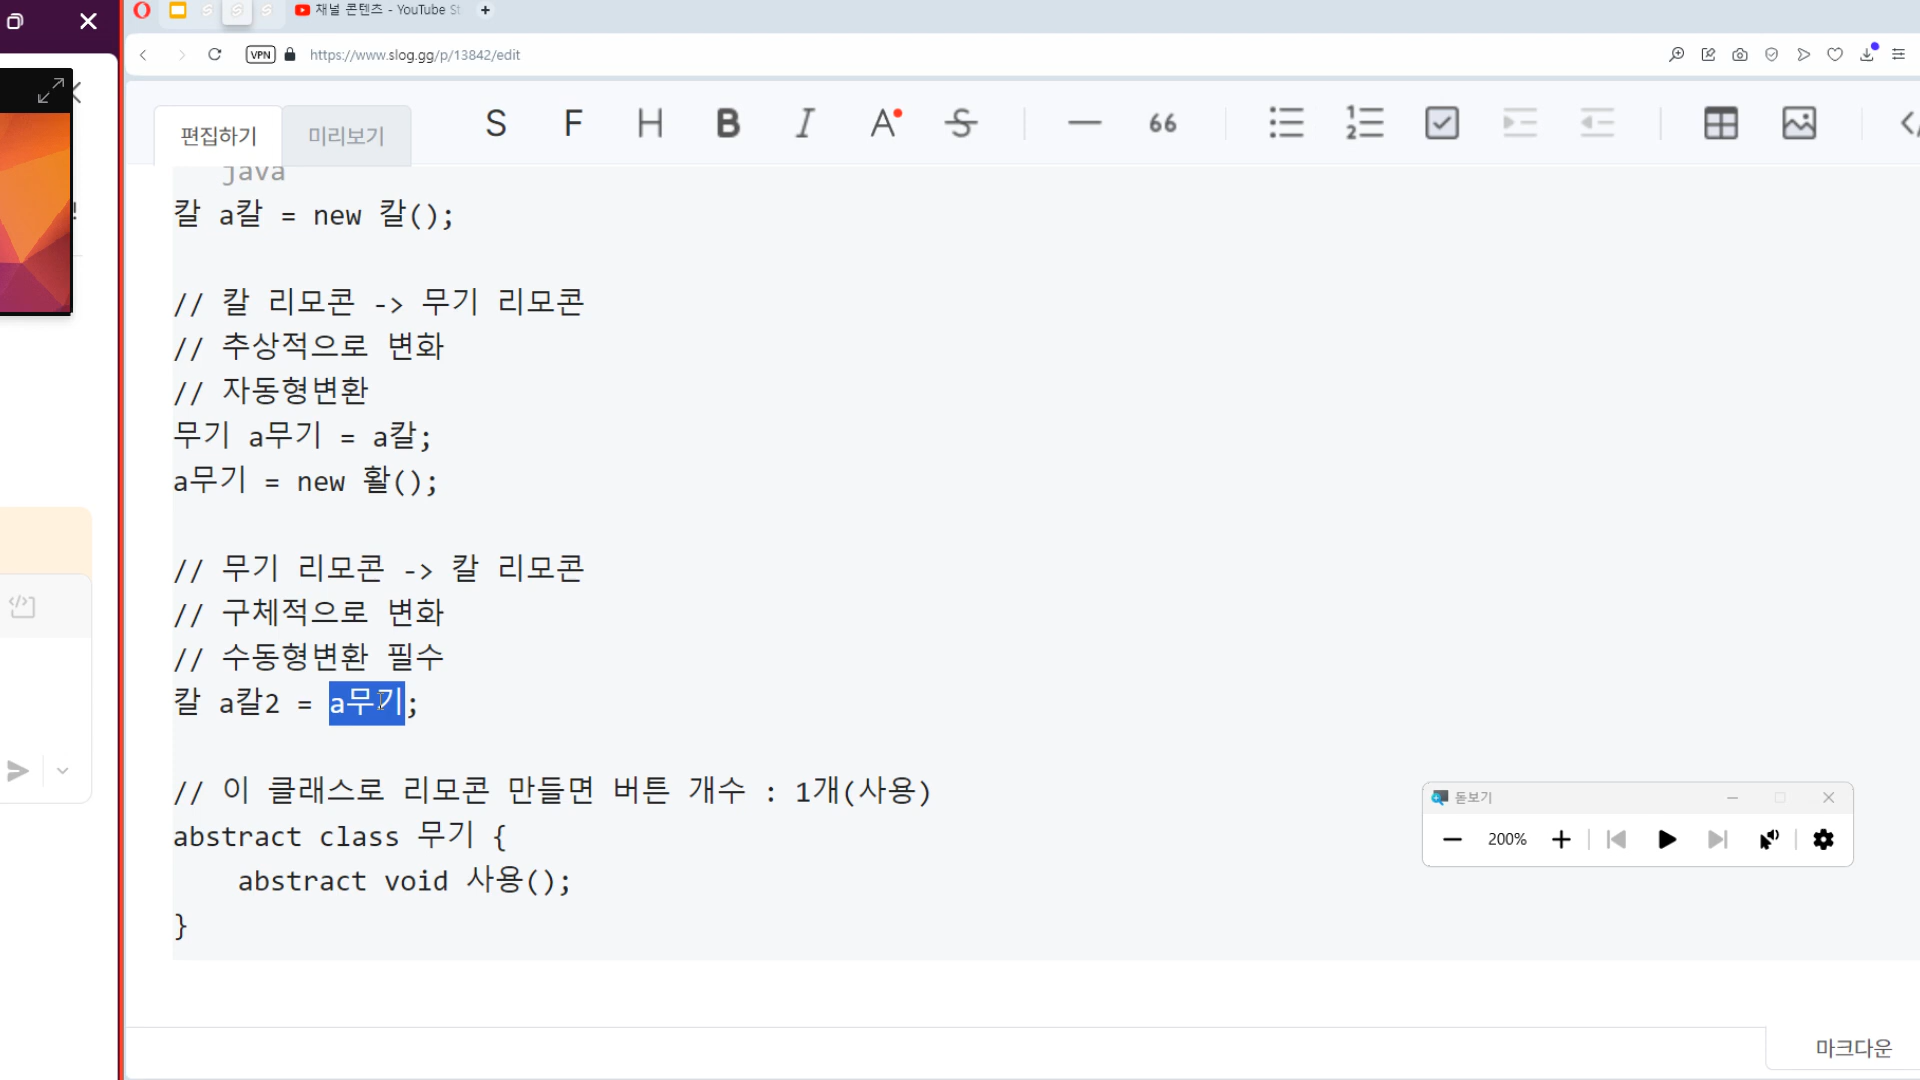 채널 콘텐츠 - YouTube St
VPN
https://www.slog.gg/p/13842/edit
편집하기
미리보기
S
F
H
B
I
A
S
66
java
칼 a칼 = new 칼();
// 칼 리모콘 -> 무기 리모콘
// 추상적으로 변화
// 자동형변환
무기 a무기 = a칼;
a무기 = new 활();
// 무기 리모콘 -> 칼 리모콘
// 구체적으로 변화
// 수동형변환 필수
칼 a칼2 = a무기;
// 이 클래스로 리모콘 만들면 버튼 개수 : 1개(사용)
abstract class 무기 {
abstract void 사용();
}
돋보기
200%
마크다운